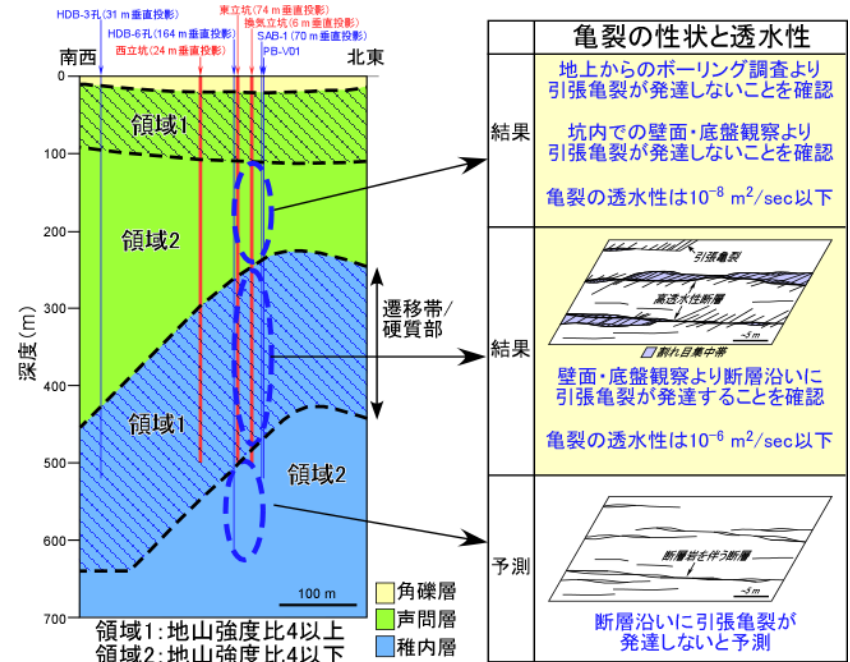 HDB-3孔(31 m垂直投影)
東立坑(74 m垂直投影)
換気立坑(6 m垂直投影)
HDB-6孔(164 m垂直投影)
SAB-1(70 m垂直投影)
西立坑(24 m垂直投影)
PB-V01
南西
北東
0
100
200
300
400
500
600
700
深度(m)
領域1
領域2
領域1
領域2
遷移帯/
硬質部
100 m
角礫層
声問層
稚内層
領域1:地山強度比4以上
領域2:地山強度比4以下
亀裂の性状と透水性
結果
地上からのボーリング調査より
引張亀裂が発達しないことを確認
坑内での壁面・底盤観察より
引張亀裂が発達しないことを確認
亀裂の透水性は10⁻⁸ m²/sec以下
結果
引張亀裂
高透水性断層
~5 m
割れ目集中帯
壁面・底盤観察より断層沿いに
引張亀裂が発達することを確認
亀裂の透水性は10⁻⁶ m²/sec以下
予測
断層岩を伴う断層
~5 m
断層沿いに引張亀裂が
発達しないと予測